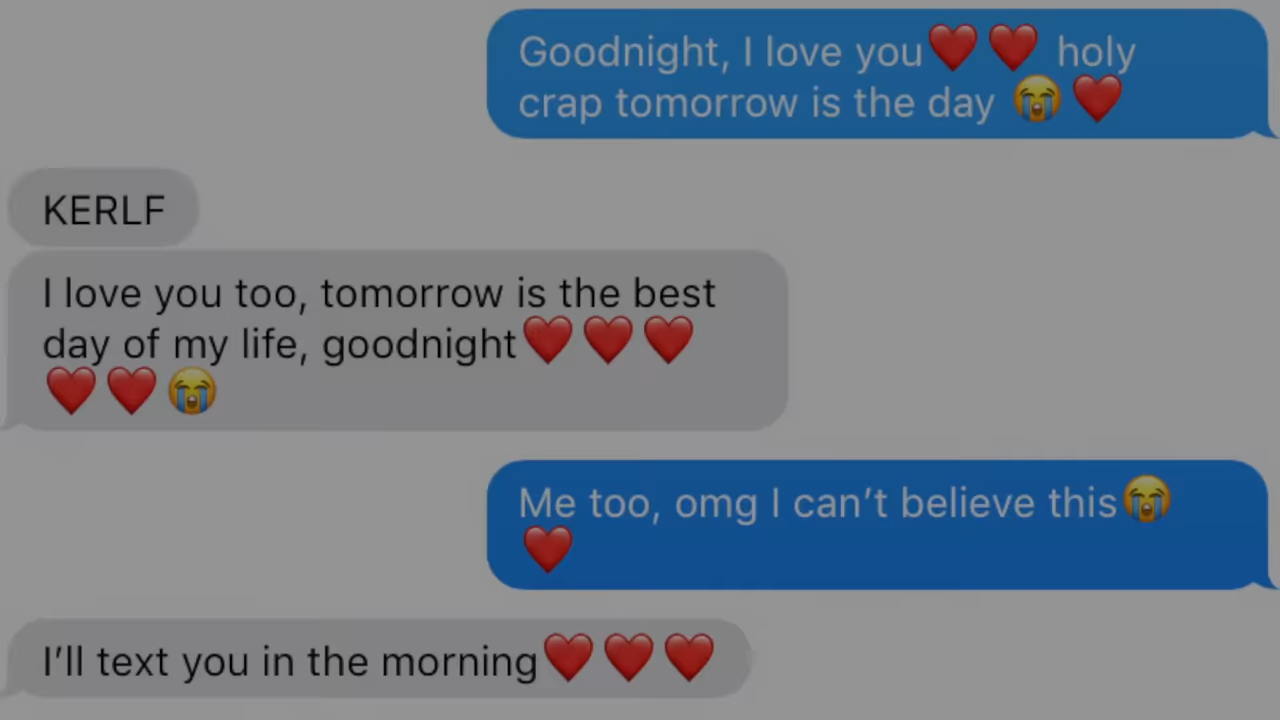 Goodnight, I love you❤️❤️ holy
crap tomorrow is the day 😭❤️
KERLF
I love you too, tomorrow is the best
day of my life, goodnight❤️❤️❤️
❤️❤️😭
Me too, omg I can’t believe this😭
❤️
I’ll text you in the morning❤️❤️❤️